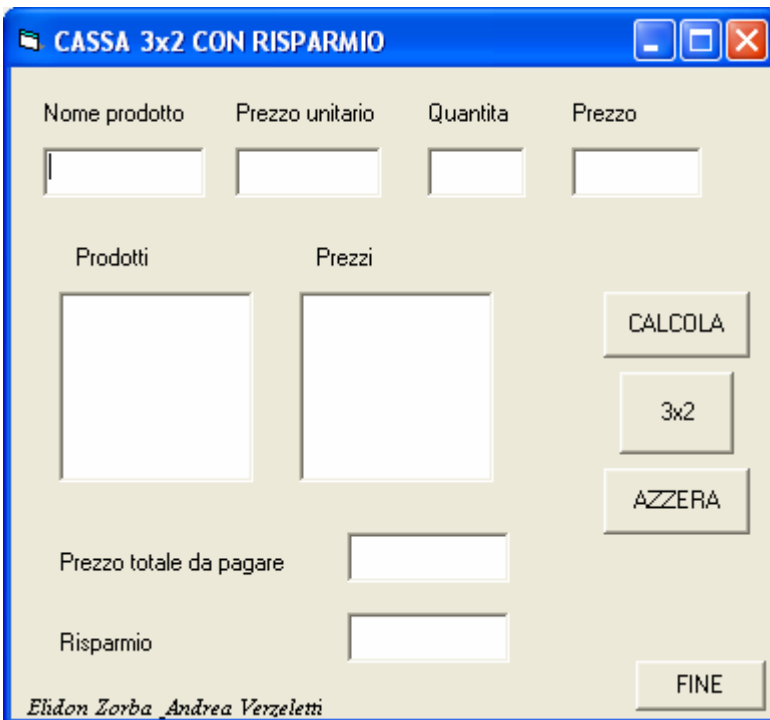 CASSA 3x2 CON RISPARMIO
Nome prodotto Prezzo unitario Quantita Prezzo
Prodotti Prezzi
CALCOLA
3x2
AZZERA
Prezzo totale da pagare
Risparmio
FINE
Elidon Zorba_Andrea Verzeletti